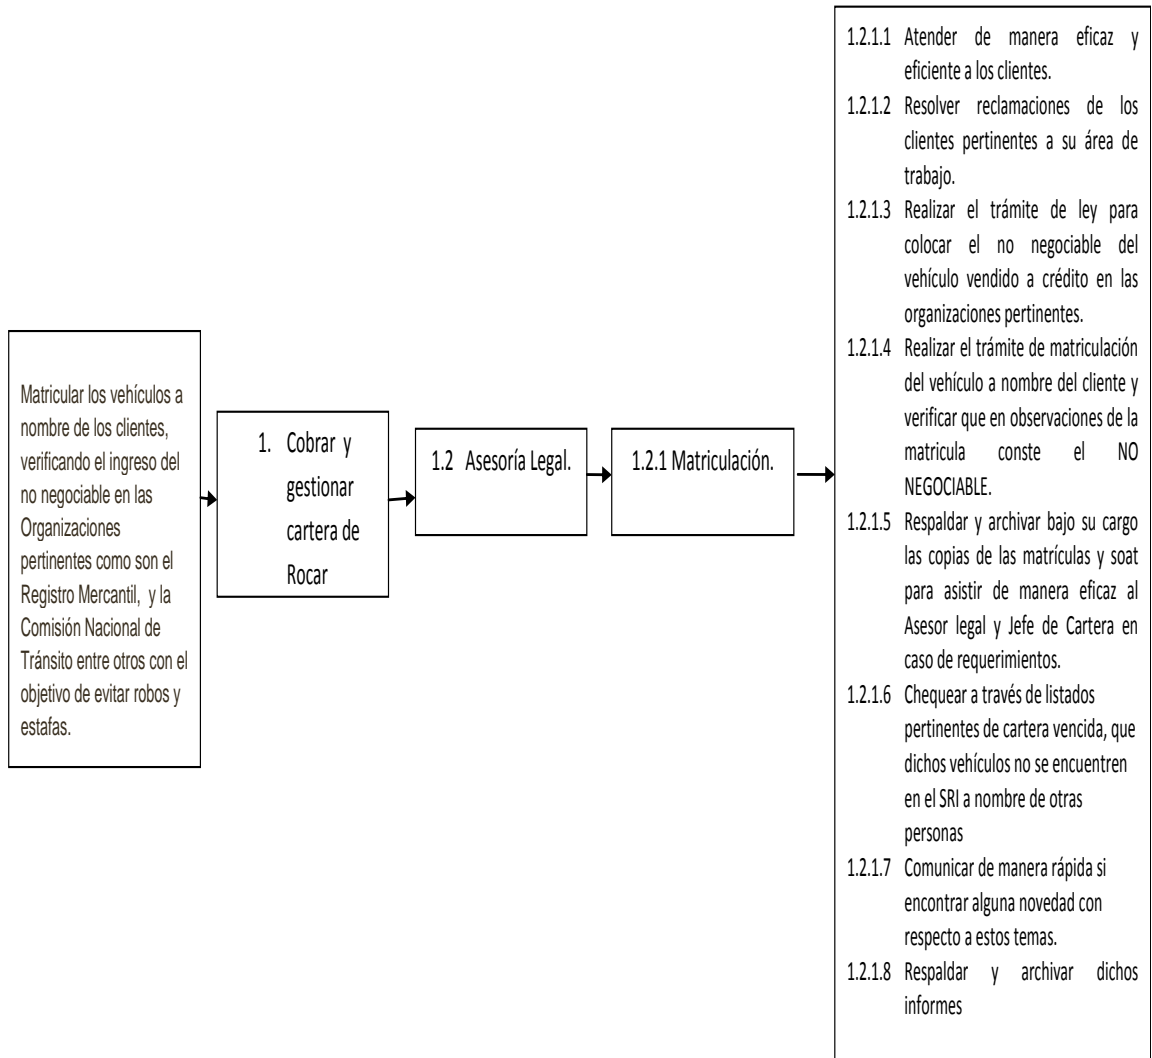 Matricular los vehículos a
nombre de los clientes,
verificando el ingreso del
no negociable en las
Organizaciones
pertinentes como son el
Registro Mercantil, y la
Comisión Nacional de
Tránsito entre otros con el
objetivo de evitar robos y
estafas.
1. Cobrar y
gestionar
cartera de
Rocar
1.2 Asesoría Legal.
1.2.1 Matriculación.
1.2.1.1 Atender de manera eficaz y
eficiente a los clientes.
1.2.1.2 Resolver reclamaciones de los
clientes pertinentes a su área de
trabajo.
1.2.1.3 Realizar el trámite de ley para
colocar el no negociable del
vehículo vendido a crédito en las
organizaciones pertinentes.
1.2.1.4 Realizar el trámite de matriculación
del vehículo a nombre del cliente y
verificar que en observaciones de la
matricula conste el NO
NEGOCIABLE.
1.2.1.5 Respaldar y archivar bajo su cargo
las copias de las matrículas y soat
para asistir de manera eficaz al
Asesor legal y Jefe de Cartera en
caso de requerimientos.
1.2.1.6 Chequear a través de listados
pertinentes de cartera vencida, que
dichos vehículos no se encuentren
en el SRI a nombre de otras
personas
1.2.1.7 Comunicar de manera rápida si
encontrar alguna novedad con
respecto a estos temas.
1.2.1.8 Respaldar y archivar dichos
informes